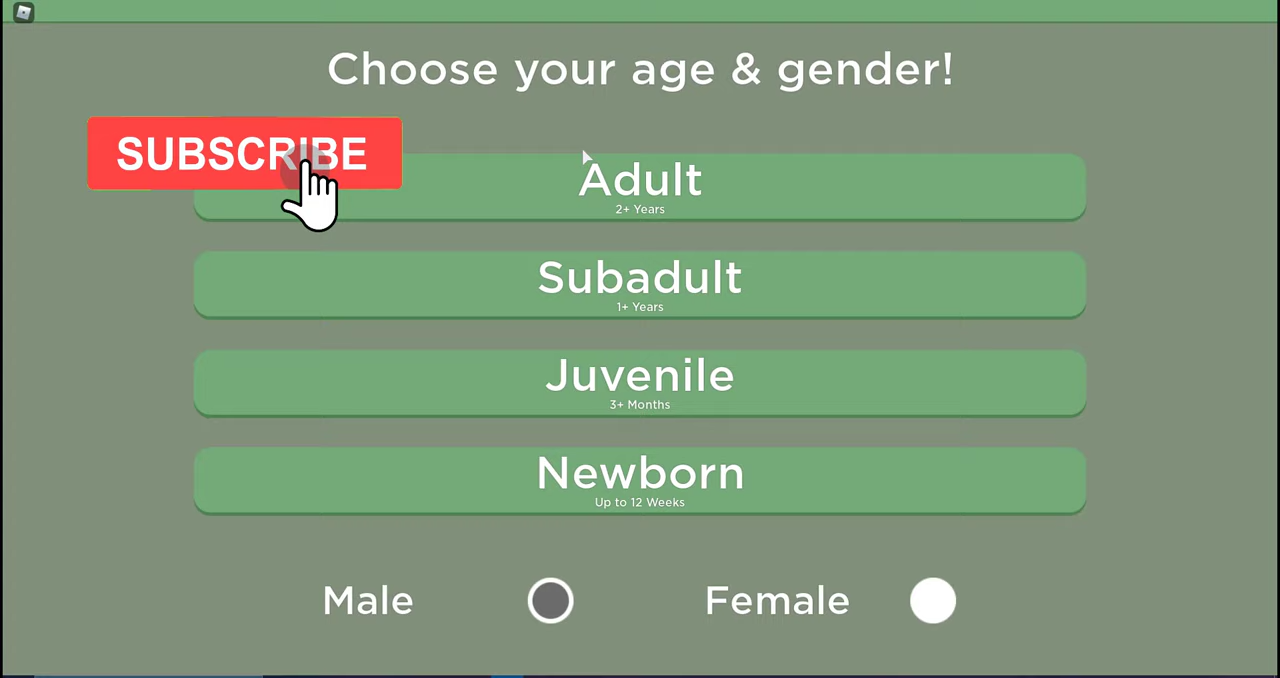 Choose your age & gender!
SUBSCRIBE
Adult
2+ Years
Subadult
1+ Years
Juvenile
3+ Months
Newborn
Up to 12 Weeks
Male
Female